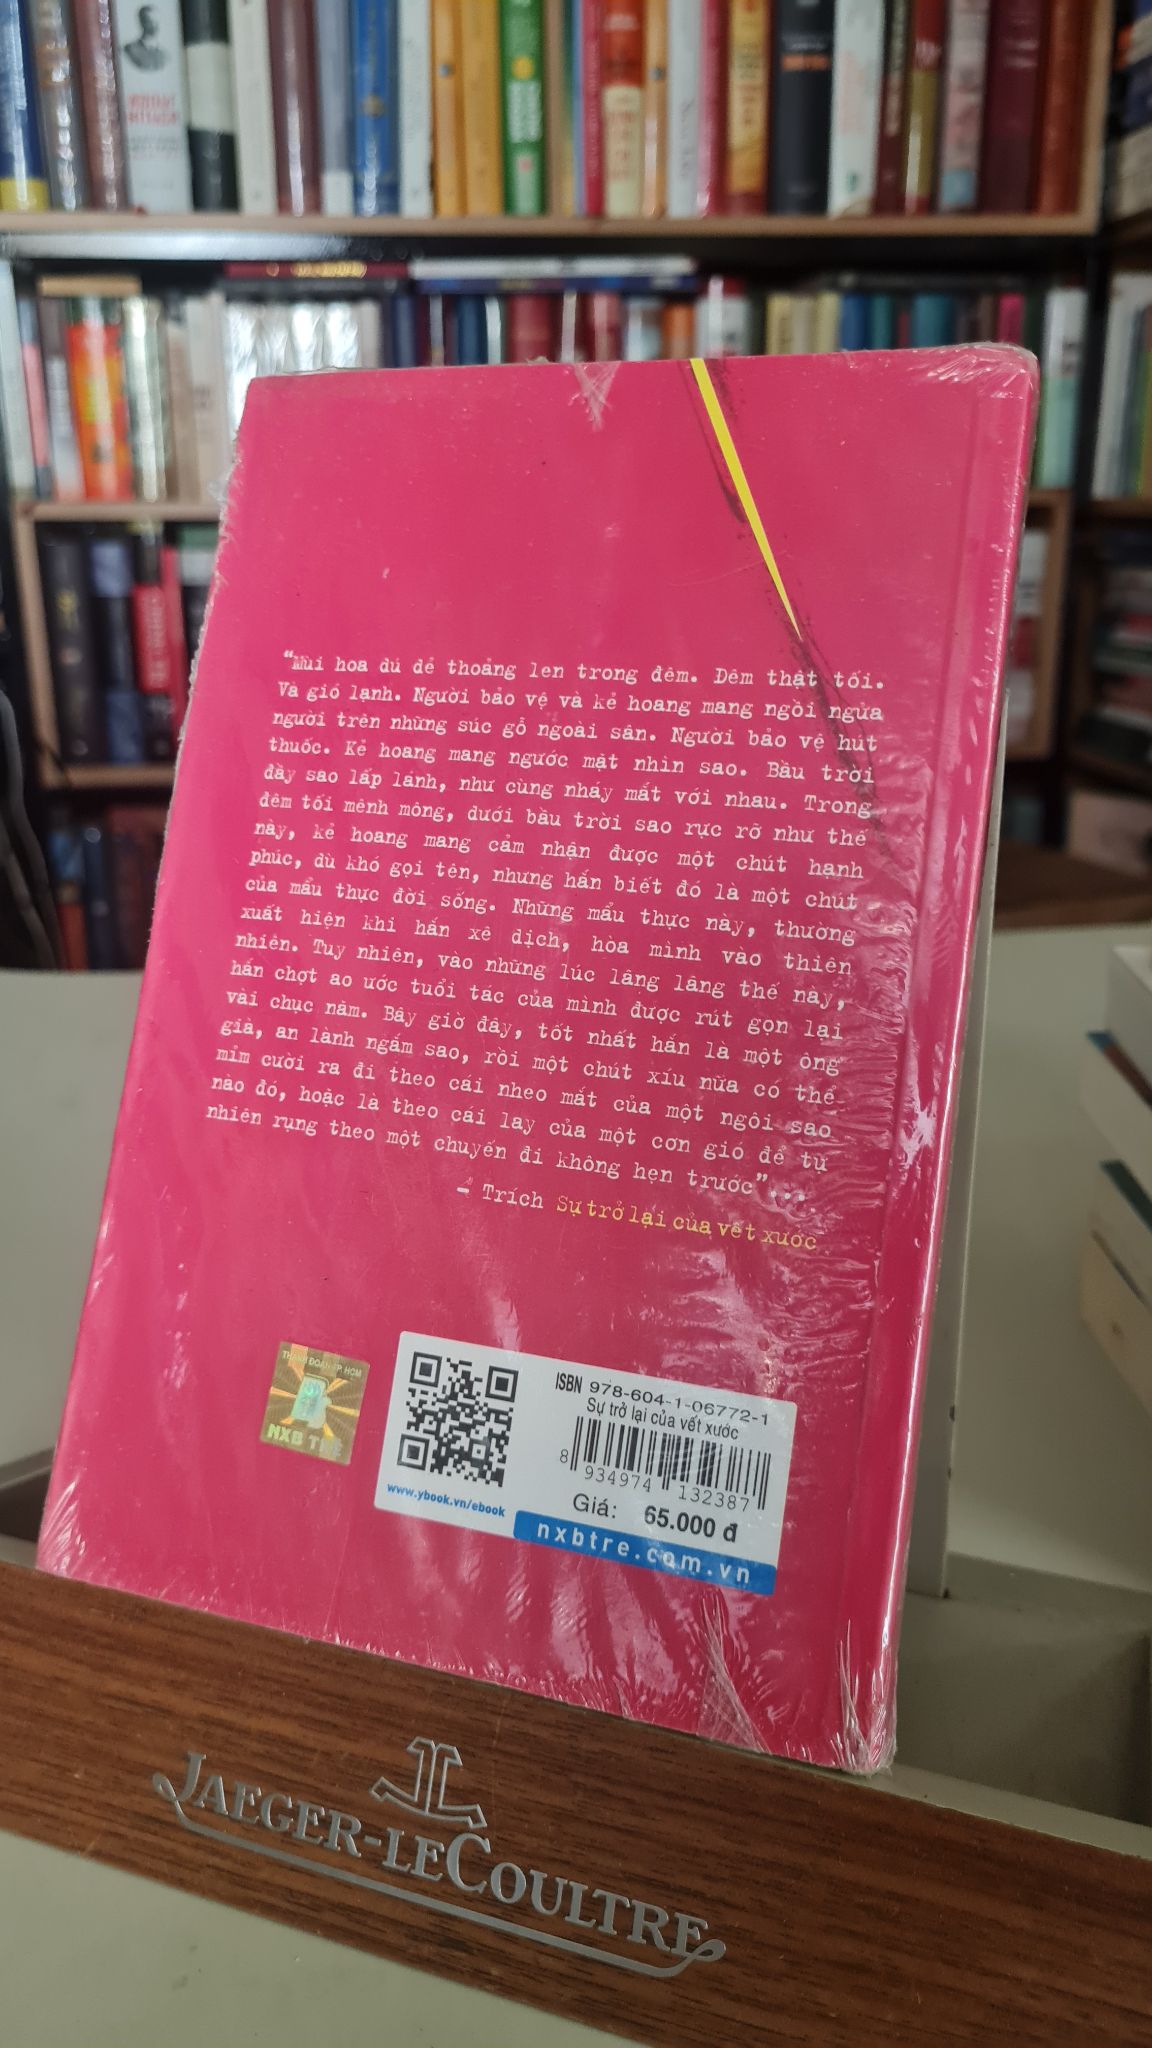 “Mùi hoa dủ dẻ thoảng len trong đêm. Đêm thật tối.
Và gió lạnh. Người bảo vệ và kẻ hoang mang ngồi ngửa
người trên những súc gỗ ngoài sân. Người bảo vệ hút
thuốc. Kẻ hoang mang ngước mặt nhìn sao. Bầu trời
đầy sao lấp lánh, như cùng nháy mắt với nhau. Trong
đêm tối mênh mông, dưới bầu trời sao rực rỡ như thế
này, kẻ hoang mang cảm nhận được một chút hạnh
phúc, dù khó gọi tên, nhưng hắn biết đó là một chút
của mẩu thực đời sống. Những mẩu thực này, thường
xuất hiện khi hắn xê dịch, hòa mình vào thiên
nhiên. Tuy nhiên, vào những lúc lâng lâng thế này,
hắn chợt ao ước tuổi tác của mình được rút gọn lại
vài chục năm. Bây giờ đây, tốt nhất hắn là một ông
già, an lành ngắm sao, rồi một chút xíu nữa có thể
mỉm cười ra đi theo cái nheo mắt của một ngôi sao
nào đó, hoặc là theo cái lay của một cơn gió để tự
nhiên rụng theo một chuyến đi không hẹn trước”...
- Trích Sự trở lại của vết xước
THÀNH ĐOÀN TP. HCM
NXB TRẺ
ISBN 978-604-1-06772-1
Sự trở lại của vết xước
8 934974 132387
Giá: 65.000 đ
www.ybook.vn/ebook
nxbtre.com.vn
JAEGER-LECOULTRE